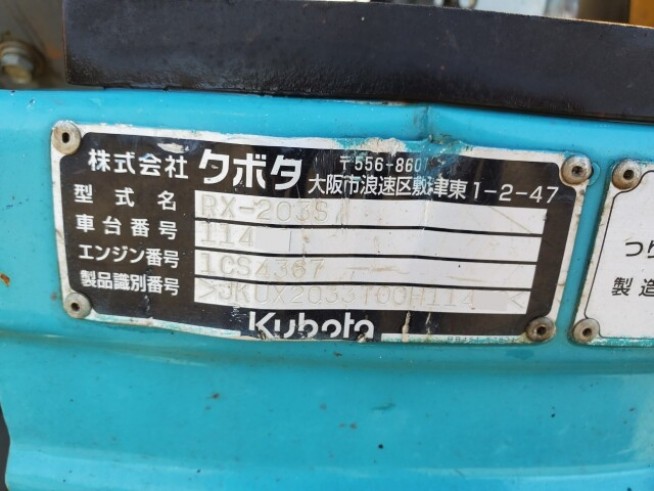 株式会社 クボタ 〒556-8601
大阪市浪速区敷津東1-2-47
型式名 RX-203S
車台番号 114
エンジン番号 1CS4367
製品識別番号
Kubota
つり
製造